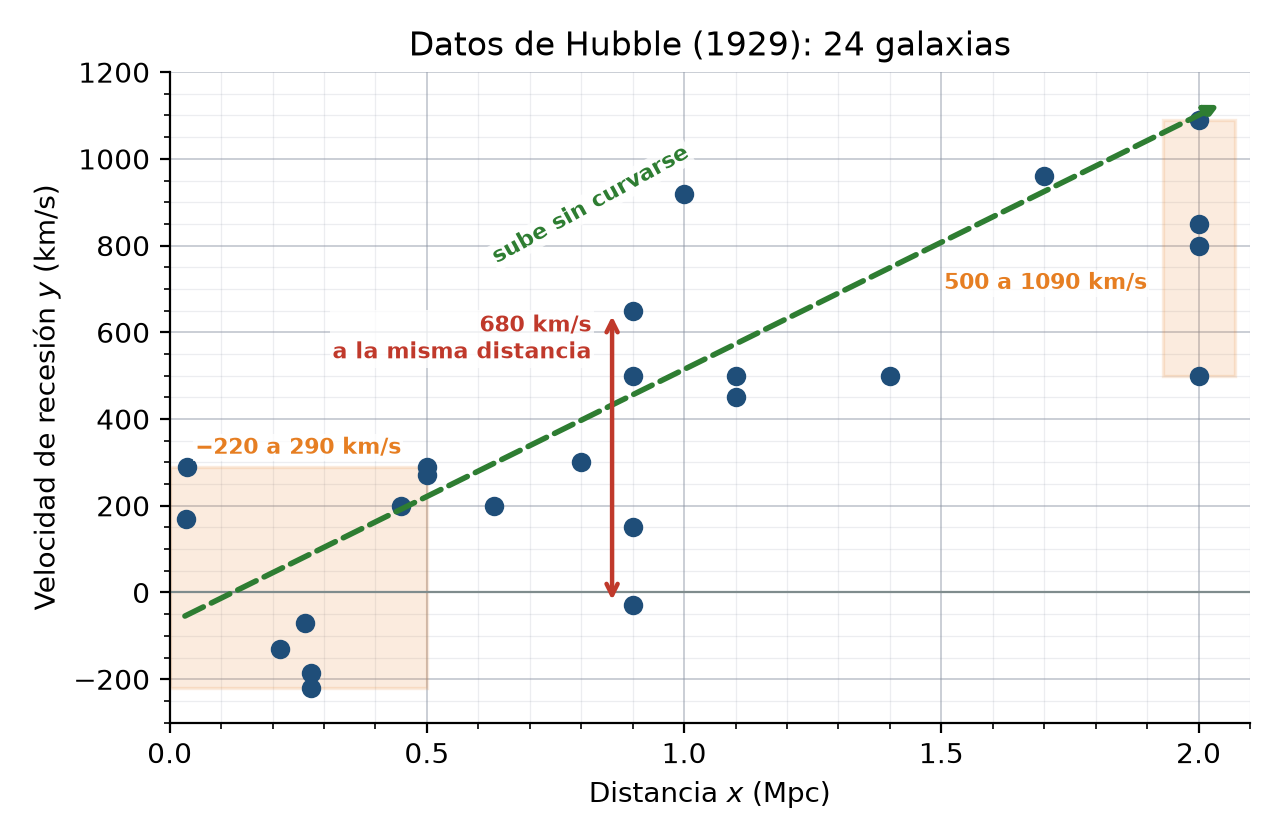 Datos de Hubble (1929): 24 galaxias
1200
1000
800
600
400
200
0
−200
Velocidad de recesión y (km/s)
sube sin curvarse
680 km/s
a la misma distancia
500 a 1090 km/s
−220 a 290 km/s
0.0
0.5
1.0
1.5
2.0
Distancia x (Mpc)